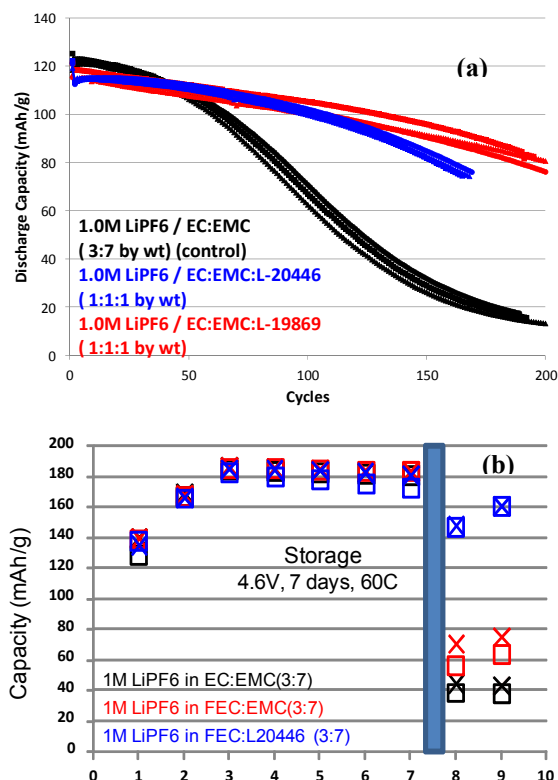 140
(a)
120
100
80
60
40
20
0
Discharge Capacity (mAh/g)
1.0M LiPF6 / EC:EMC
( 3:7 by wt) (control)
1.0M LiPF6 / EC:EMC:L-20446
( 1:1:1 by wt)
1.0M LiPF6 / EC:EMC:L-19869
( 1:1:1 by wt)
0 50 100 150 200
Cycles
200
(b)
180
160
140
120
100
80
60
40
20
0
Capacity (mAh/g)
Storage
4.6V, 7 days, 60C
1M LiPF6 in EC:EMC(3:7)
1M LiPF6 in FEC:EMC(3:7)
1M LiPF6 in FEC:L20446 (3:7)
0 1 2 3 4 5 6 7 8 9 10